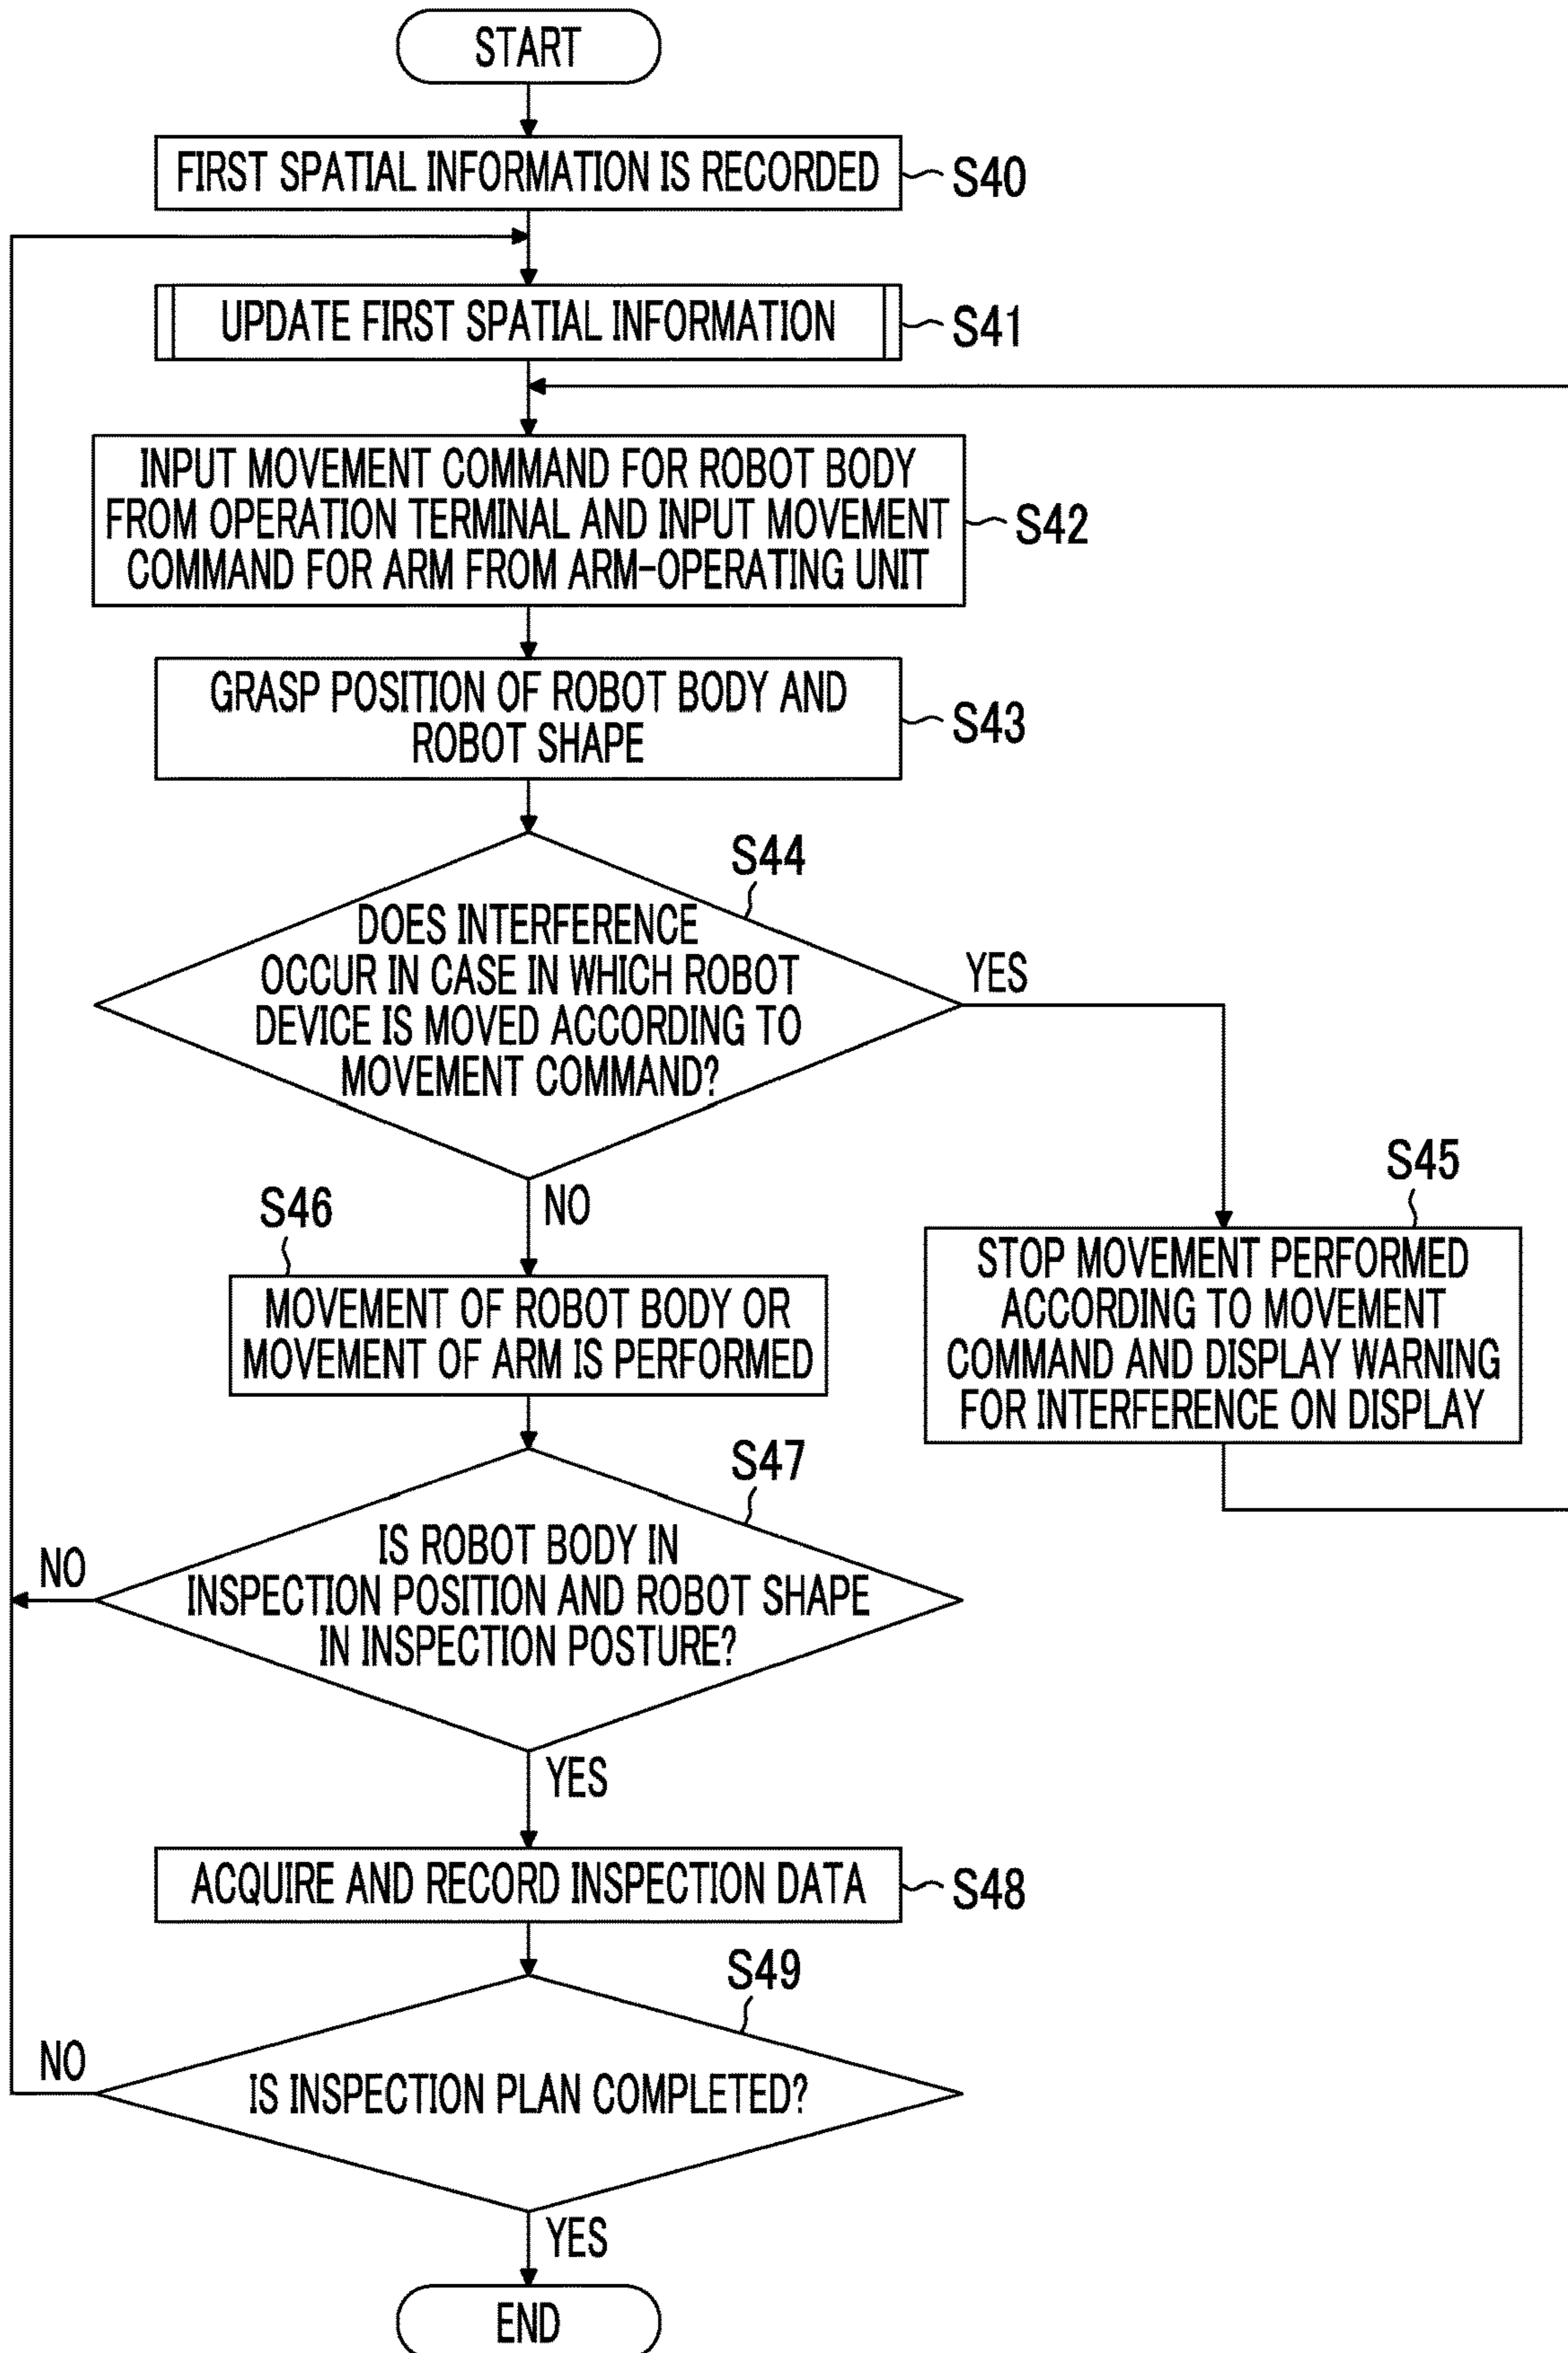 START
FIRST SPATIAL INFORMATION IS RECORDED
S40
UPDATE FIRST SPATIAL INFORMATION
S41
INPUT MOVEMENT COMMAND FOR ROBOT BODY
FROM OPERATION TERMINAL AND INPUT MOVEMENT
COMMAND FOR ARM FROM ARM-OPERATING UNIT
S42
GRASP POSITION OF ROBOT BODY AND
ROBOT SHAPE
S43
S44
DOES INTERFERENCE
OCCUR IN CASE IN WHICH ROBOT
DEVICE IS MOVED ACCORDING TO
MOVEMENT COMMAND?
YES
NO
S45
STOP MOVEMENT PERFORMED
ACCORDING TO MOVEMENT
COMMAND AND DISPLAY WARNING
FOR INTERFERENCE ON DISPLAY
S46
MOVEMENT OF ROBOT BODY OR
MOVEMENT OF ARM IS PERFORMED
S47
IS ROBOT BODY IN
INSPECTION POSITION AND ROBOT SHAPE
IN INSPECTION POSTURE?
NO
YES
ACQUIRE AND RECORD INSPECTION DATA
S48
S49
IS INSPECTION PLAN COMPLETED?
NO
YES
END